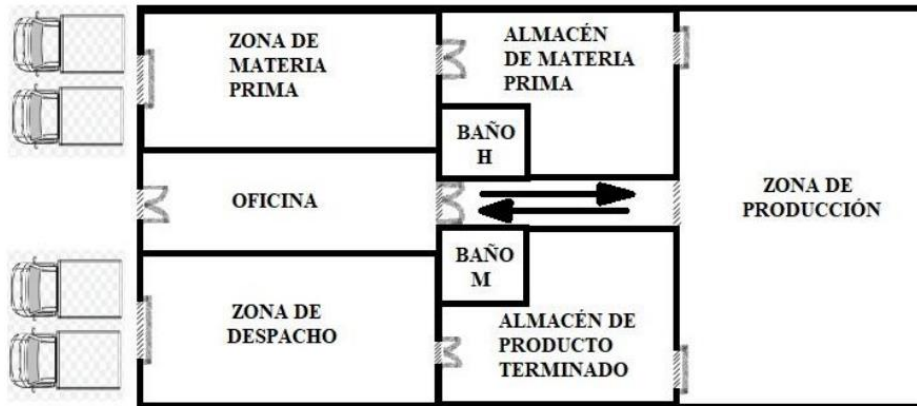 ZONA DE
MATERIA
PRIMA
ALMACÉN
DE MATERIA
PRIMA
BAÑO
H
OFICINA
ZONA DE
PRODUCCIÓN
BAÑO
M
ZONA DE
DESPACHO
ALMACÉN DE
PRODUCTO
TERMINADO